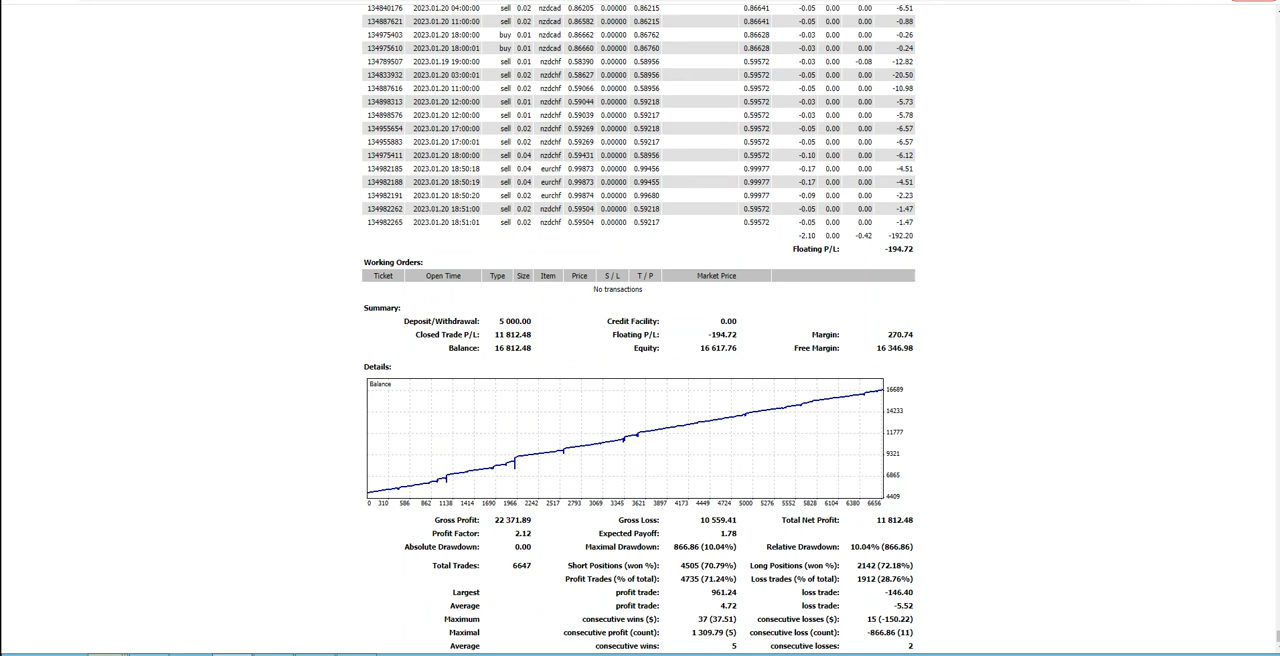 134840176 2023.01.20 04:00:00 sell 0.02 nzdcad 0.86205 0.00000 0.86215 0.86641 -0.05 0.00 0.00 -6.51
134887621 2023.01.20 11:00:00 sell 0.02 nzdcad 0.86582 0.00000 0.86215 0.86641 -0.05 0.00 0.00 -0.88
134975403 2023.01.20 18:00:00 buy 0.01 nzdcad 0.86662 0.00000 0.86762 0.86628 -0.03 0.00 0.00 -0.26
134975610 2023.01.20 18:00:01 buy 0.01 nzdcad 0.86660 0.00000 0.86760 0.86628 -0.03 0.00 0.00 -0.24
134789507 2023.01.19 19:00:00 sell 0.01 nzdchf 0.58390 0.00000 0.58956 0.59572 -0.03 0.00 -0.08 -12.82
134833932 2023.01.20 03:00:01 sell 0.02 nzdchf 0.58627 0.00000 0.58956 0.59572 -0.05 0.00 0.00 -20.50
134887616 2023.01.20 11:00:00 sell 0.02 nzdchf 0.59066 0.00000 0.58956 0.59572 -0.05 0.00 0.00 -10.98
134898313 2023.01.20 12:00:00 sell 0.01 nzdchf 0.59044 0.00000 0.59218 0.59572 -0.03 0.00 0.00 -5.73
134898576 2023.01.20 12:00:00 sell 0.01 nzdchf 0.59039 0.00000 0.59217 0.59572 -0.03 0.00 0.00 -5.78
134955654 2023.01.20 17:00:00 sell 0.02 nzdchf 0.59269 0.00000 0.59218 0.59572 -0.05 0.00 0.00 -6.57
134955883 2023.01.20 17:00:01 sell 0.02 nzdchf 0.59269 0.00000 0.59217 0.59572 -0.05 0.00 0.00 -6.57
134975411 2023.01.20 18:00:00 sell 0.04 nzdchf 0.59431 0.00000 0.58956 0.59572 -0.10 0.00 0.00 -6.12
134982185 2023.01.20 18:50:18 sell 0.04 eurchf 0.99873 0.00000 0.99456 0.99977 -0.17 0.00 0.00 -4.51
134982188 2023.01.20 18:50:19 sell 0.04 eurchf 0.99873 0.00000 0.99455 0.99977 -0.17 0.00 0.00 -4.51
134982191 2023.01.20 18:50:20 sell 0.02 eurchf 0.99874 0.00000 0.99680 0.99977 -0.09 0.00 0.00 -2.23
134982262 2023.01.20 18:51:00 sell 0.02 nzdchf 0.59504 0.00000 0.59218 0.59572 -0.05 0.00 0.00 -1.47
134982265 2023.01.20 18:51:01 sell 0.02 nzdchf 0.59504 0.00000 0.59217 0.59572 -0.05 0.00 0.00 -1.47
-2.10 0.00 -0.42 -192.20
Floating P/L: -194.72
Working Orders:
Ticket Open Time Type Size Item Price S / L T / P Market Price
No transactions
Summary:
Deposit/Withdrawal: 5 000.00 Credit Facility: 0.00
Closed Trade P/L: 11 812.48 Floating P/L: -194.72 Margin: 270.74
Balance: 16 812.48 Equity: 16 617.76 Free Margin: 16 346.98
Details:
Balance
16689
14233
11777
9321
6865
4409
0 310 586 862 1138 1414 1690 1966 2242 2517 2793 3069 3345 3621 3897 4173 4449 4724 5000 5276 5552 5828 6104 6380 6656
Gross Profit: 22 371.89 Gross Loss: 10 559.41 Total Net Profit: 11 812.48
Profit Factor: 2.12 Expected Payoff: 1.78
Absolute Drawdown: 0.00 Maximal Drawdown: 866.86 (10.04%) Relative Drawdown: 10.04% (866.86)
Total Trades: 6647 Short Positions (won %): 4505 (70.79%) Long Positions (won %): 2142 (72.18%)
Profit Trades (% of total): 4735 (71.24%) Loss trades (% of total): 1912 (28.76%)
Largest profit trade: 961.24 loss trade: -146.40
Average profit trade: 4.72 loss trade: -5.52
Maximum consecutive wins ($): 37 (37.51) consecutive losses ($): 15 (-150.22)
Maximal consecutive profit (count): 1 309.79 (5) consecutive loss (count): -866.86 (11)
Average consecutive wins: 5 consecutive losses: 2